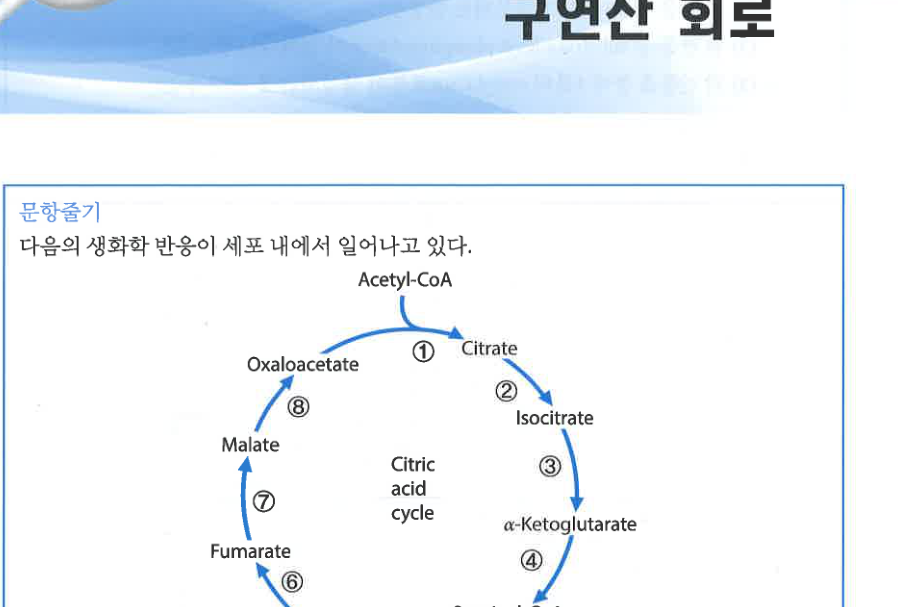 구연산 회로
문항줄기
다음의 생화학 반응이 세포 내에서 일어나고 있다.
Acetyl-CoA
① Citrate
Oxaloacetate
②
⑧
Isocitrate
Malate
Citric
③
acid
⑦
cycle
α-Ketoglutarate
Fumarate
④
⑥